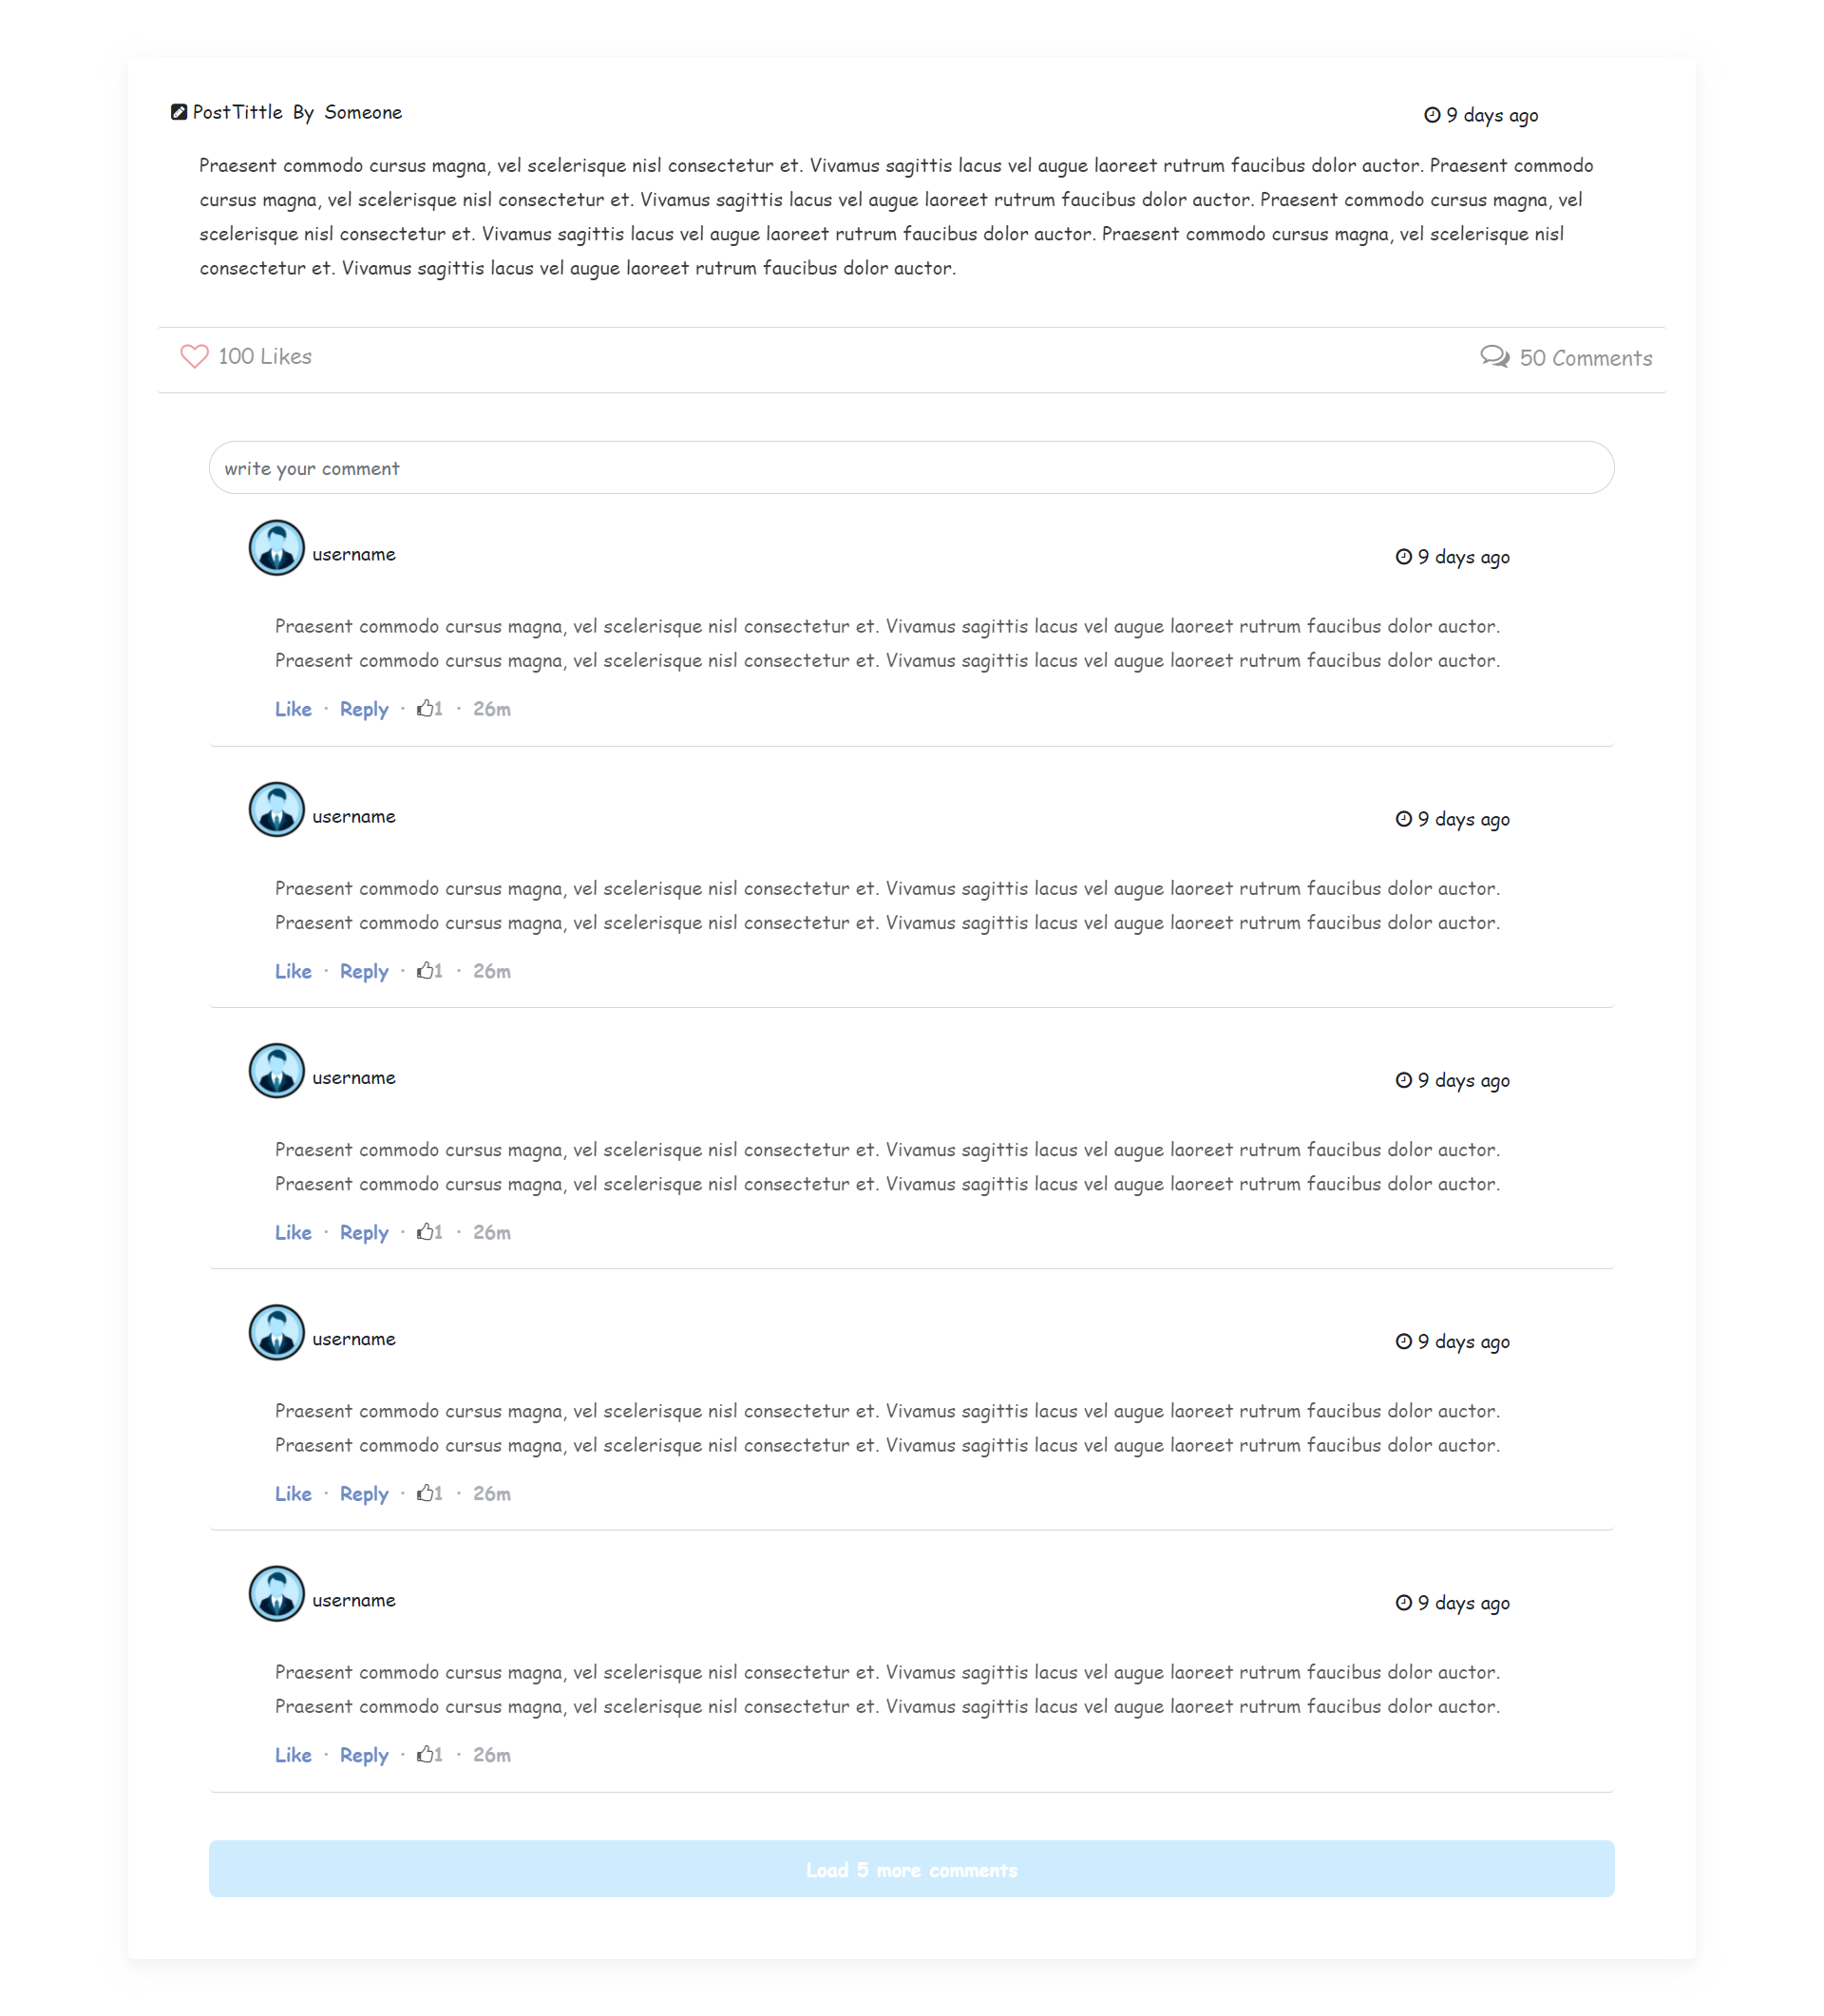 PostTittle By Someone
9 days ago
Praesent commodo cursus magna, vel scelerisque nisl consectetur et. Vivamus sagittis lacus vel augue laoreet rutrum faucibus dolor auctor. Praesent commodo
cursus magna, vel scelerisque nisl consectetur et. Vivamus sagittis lacus vel augue laoreet rutrum faucibus dolor auctor. Praesent commodo cursus magna, vel
scelerisque nisl consectetur et. Vivamus sagittis lacus vel augue laoreet rutrum faucibus dolor auctor. Praesent commodo cursus magna, vel scelerisque nisl
consectetur et. Vivamus sagittis lacus vel augue laoreet rutrum faucibus dolor auctor.
100 Likes
50 Comments
write your comment
username
9 days ago
Praesent commodo cursus magna, vel scelerisque nisl consectetur et. Vivamus sagittis lacus vel augue laoreet rutrum faucibus dolor auctor.
Praesent commodo cursus magna, vel scelerisque nisl consectetur et. Vivamus sagittis lacus vel augue laoreet rutrum faucibus dolor auctor.
Like · Reply · 1 · 26m
username
9 days ago
Praesent commodo cursus magna, vel scelerisque nisl consectetur et. Vivamus sagittis lacus vel augue laoreet rutrum faucibus dolor auctor.
Praesent commodo cursus magna, vel scelerisque nisl consectetur et. Vivamus sagittis lacus vel augue laoreet rutrum faucibus dolor auctor.
Like · Reply · 1 · 26m
username
9 days ago
Praesent commodo cursus magna, vel scelerisque nisl consectetur et. Vivamus sagittis lacus vel augue laoreet rutrum faucibus dolor auctor.
Praesent commodo cursus magna, vel scelerisque nisl consectetur et. Vivamus sagittis lacus vel augue laoreet rutrum faucibus dolor auctor.
Like · Reply · 1 · 26m
username
9 days ago
Praesent commodo cursus magna, vel scelerisque nisl consectetur et. Vivamus sagittis lacus vel augue laoreet rutrum faucibus dolor auctor.
Praesent commodo cursus magna, vel scelerisque nisl consectetur et. Vivamus sagittis lacus vel augue laoreet rutrum faucibus dolor auctor.
Like · Reply · 1 · 26m
username
9 days ago
Praesent commodo cursus magna, vel scelerisque nisl consectetur et. Vivamus sagittis lacus vel augue laoreet rutrum faucibus dolor auctor.
Praesent commodo cursus magna, vel scelerisque nisl consectetur et. Vivamus sagittis lacus vel augue laoreet rutrum faucibus dolor auctor.
Like · Reply · 1 · 26m
Load 5 more comments